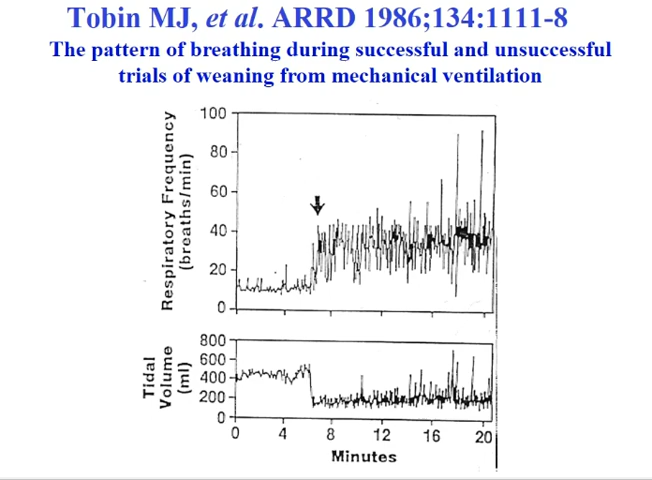 Tobin MJ, et al. ARRD 1986;134:1111-8
The pattern of breathing during successful and unsuccessful
trials of weaning from mechanical ventilation
Respiratory Frequency
(breaths/min)
100
80
60
40
20
0
Tidal
Volume
(ml)
800
600
400
200
0
0 4 8 12 16 20
Minutes